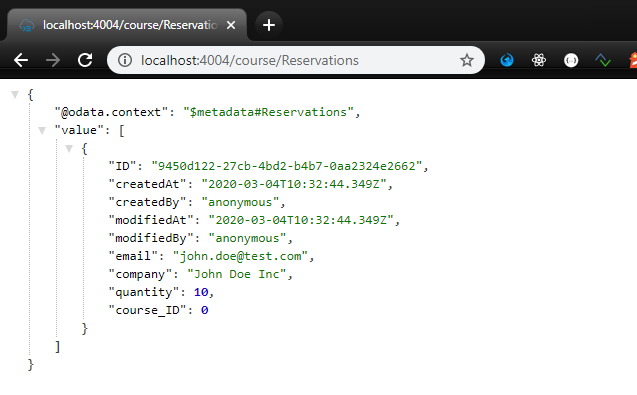 localhost:4004/course/Reservation
localhost:4004/course/Reservations
{
"@odata.context": "$metadata#Reservations",
"value": [
{
"ID": "9450d122-27cb-4bd2-b4b7-0aa2324e2662",
"createdAt": "2020-03-04T10:32:44.349Z",
"createdBy": "anonymous",
"modifiedAt": "2020-03-04T10:32:44.349Z",
"modifiedBy": "anonymous",
"email": "john.doe@test.com",
"company": "John Doe Inc",
"quantity": 10,
"course_ID": 0
}
]
}